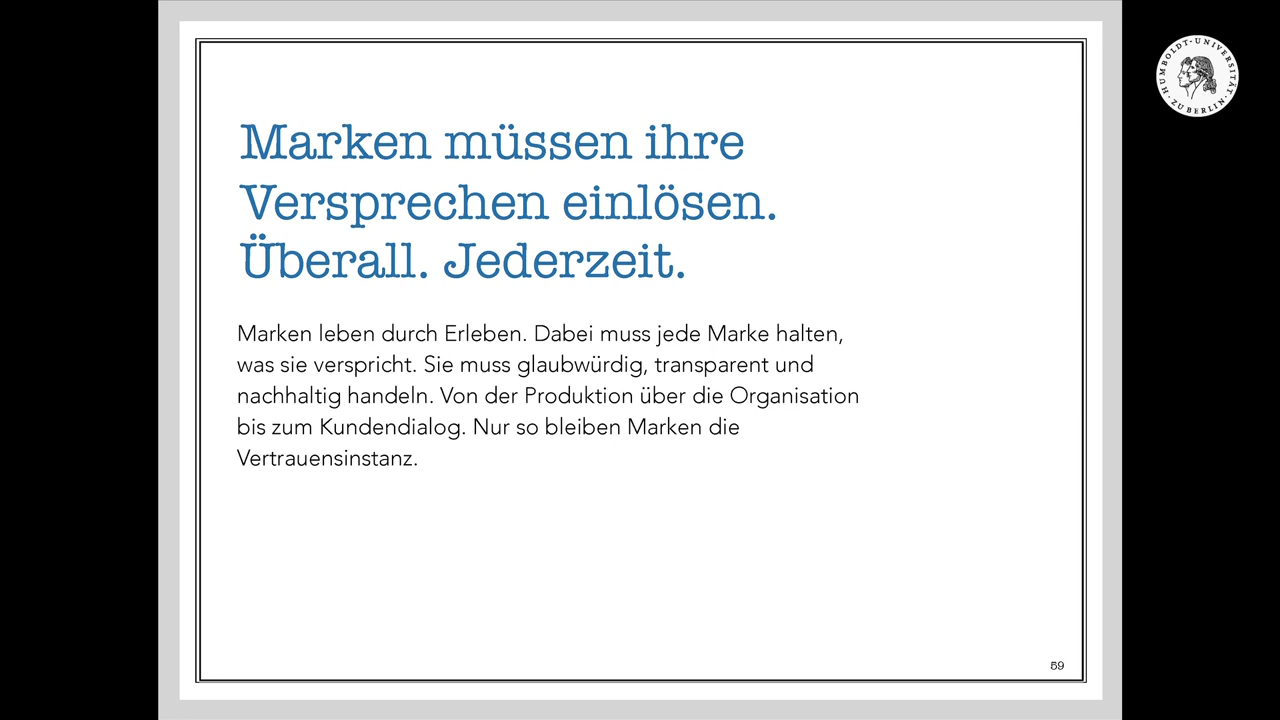 Marken müssen ihre
Versprechen einlösen.
Überall. Jederzeit.
Marken leben durch Erleben. Dabei muss jede Marke halten,
was sie verspricht. Sie muss glaubwürdig, transparent und
nachhaltig handeln. Von der Produktion über die Organisation
bis zum Kundendialog. Nur so bleiben Marken die
Vertrauensinstanz.
59
HUMBOLDT-UNIVERSITÄT
ZU BERLIN